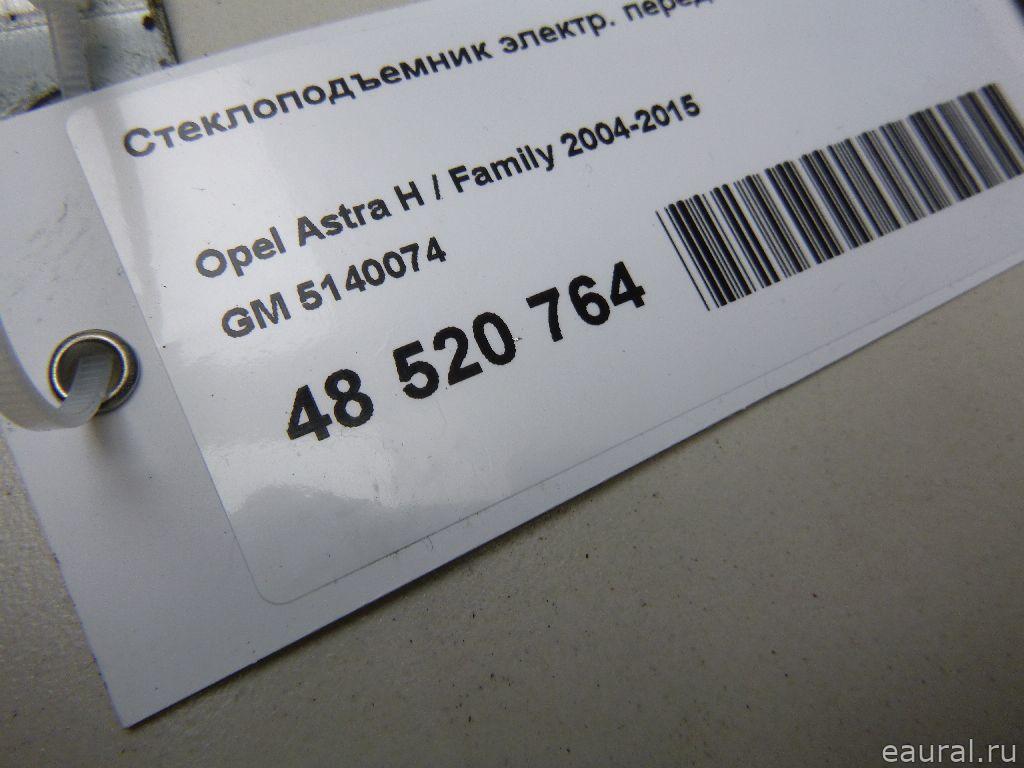 Стеклоподъемник электр.
Opel Astra H / Family 2004-2015
GM 5140074
48 520 764
eaural.ru